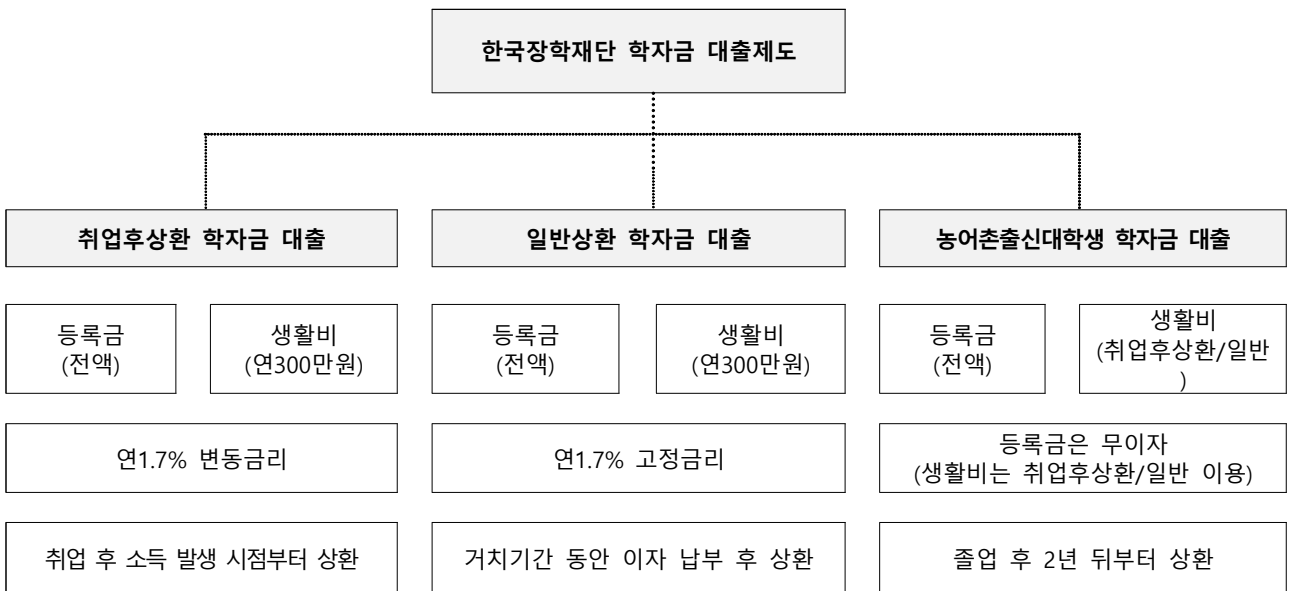 한국장학재단 학자금 대출제도
취업후상환 학자금 대출
일반상환 학자금 대출
농어촌출신대학생 학자금 대출
등록금
(전액)
생활비
(연300만원)
등록금
(전액)
생활비
(연300만원)
등록금
(전액)
생활비
(취업후상환/일반
)
연1.7% 변동금리
연1.7% 고정금리
등록금은 무이자
(생활비는 취업후상환/일반 이용)
취업 후 소득 발생 시점부터 상환
거치기간 동안 이자 납부 후 상환
졸업 후 2년 뒤부터 상환